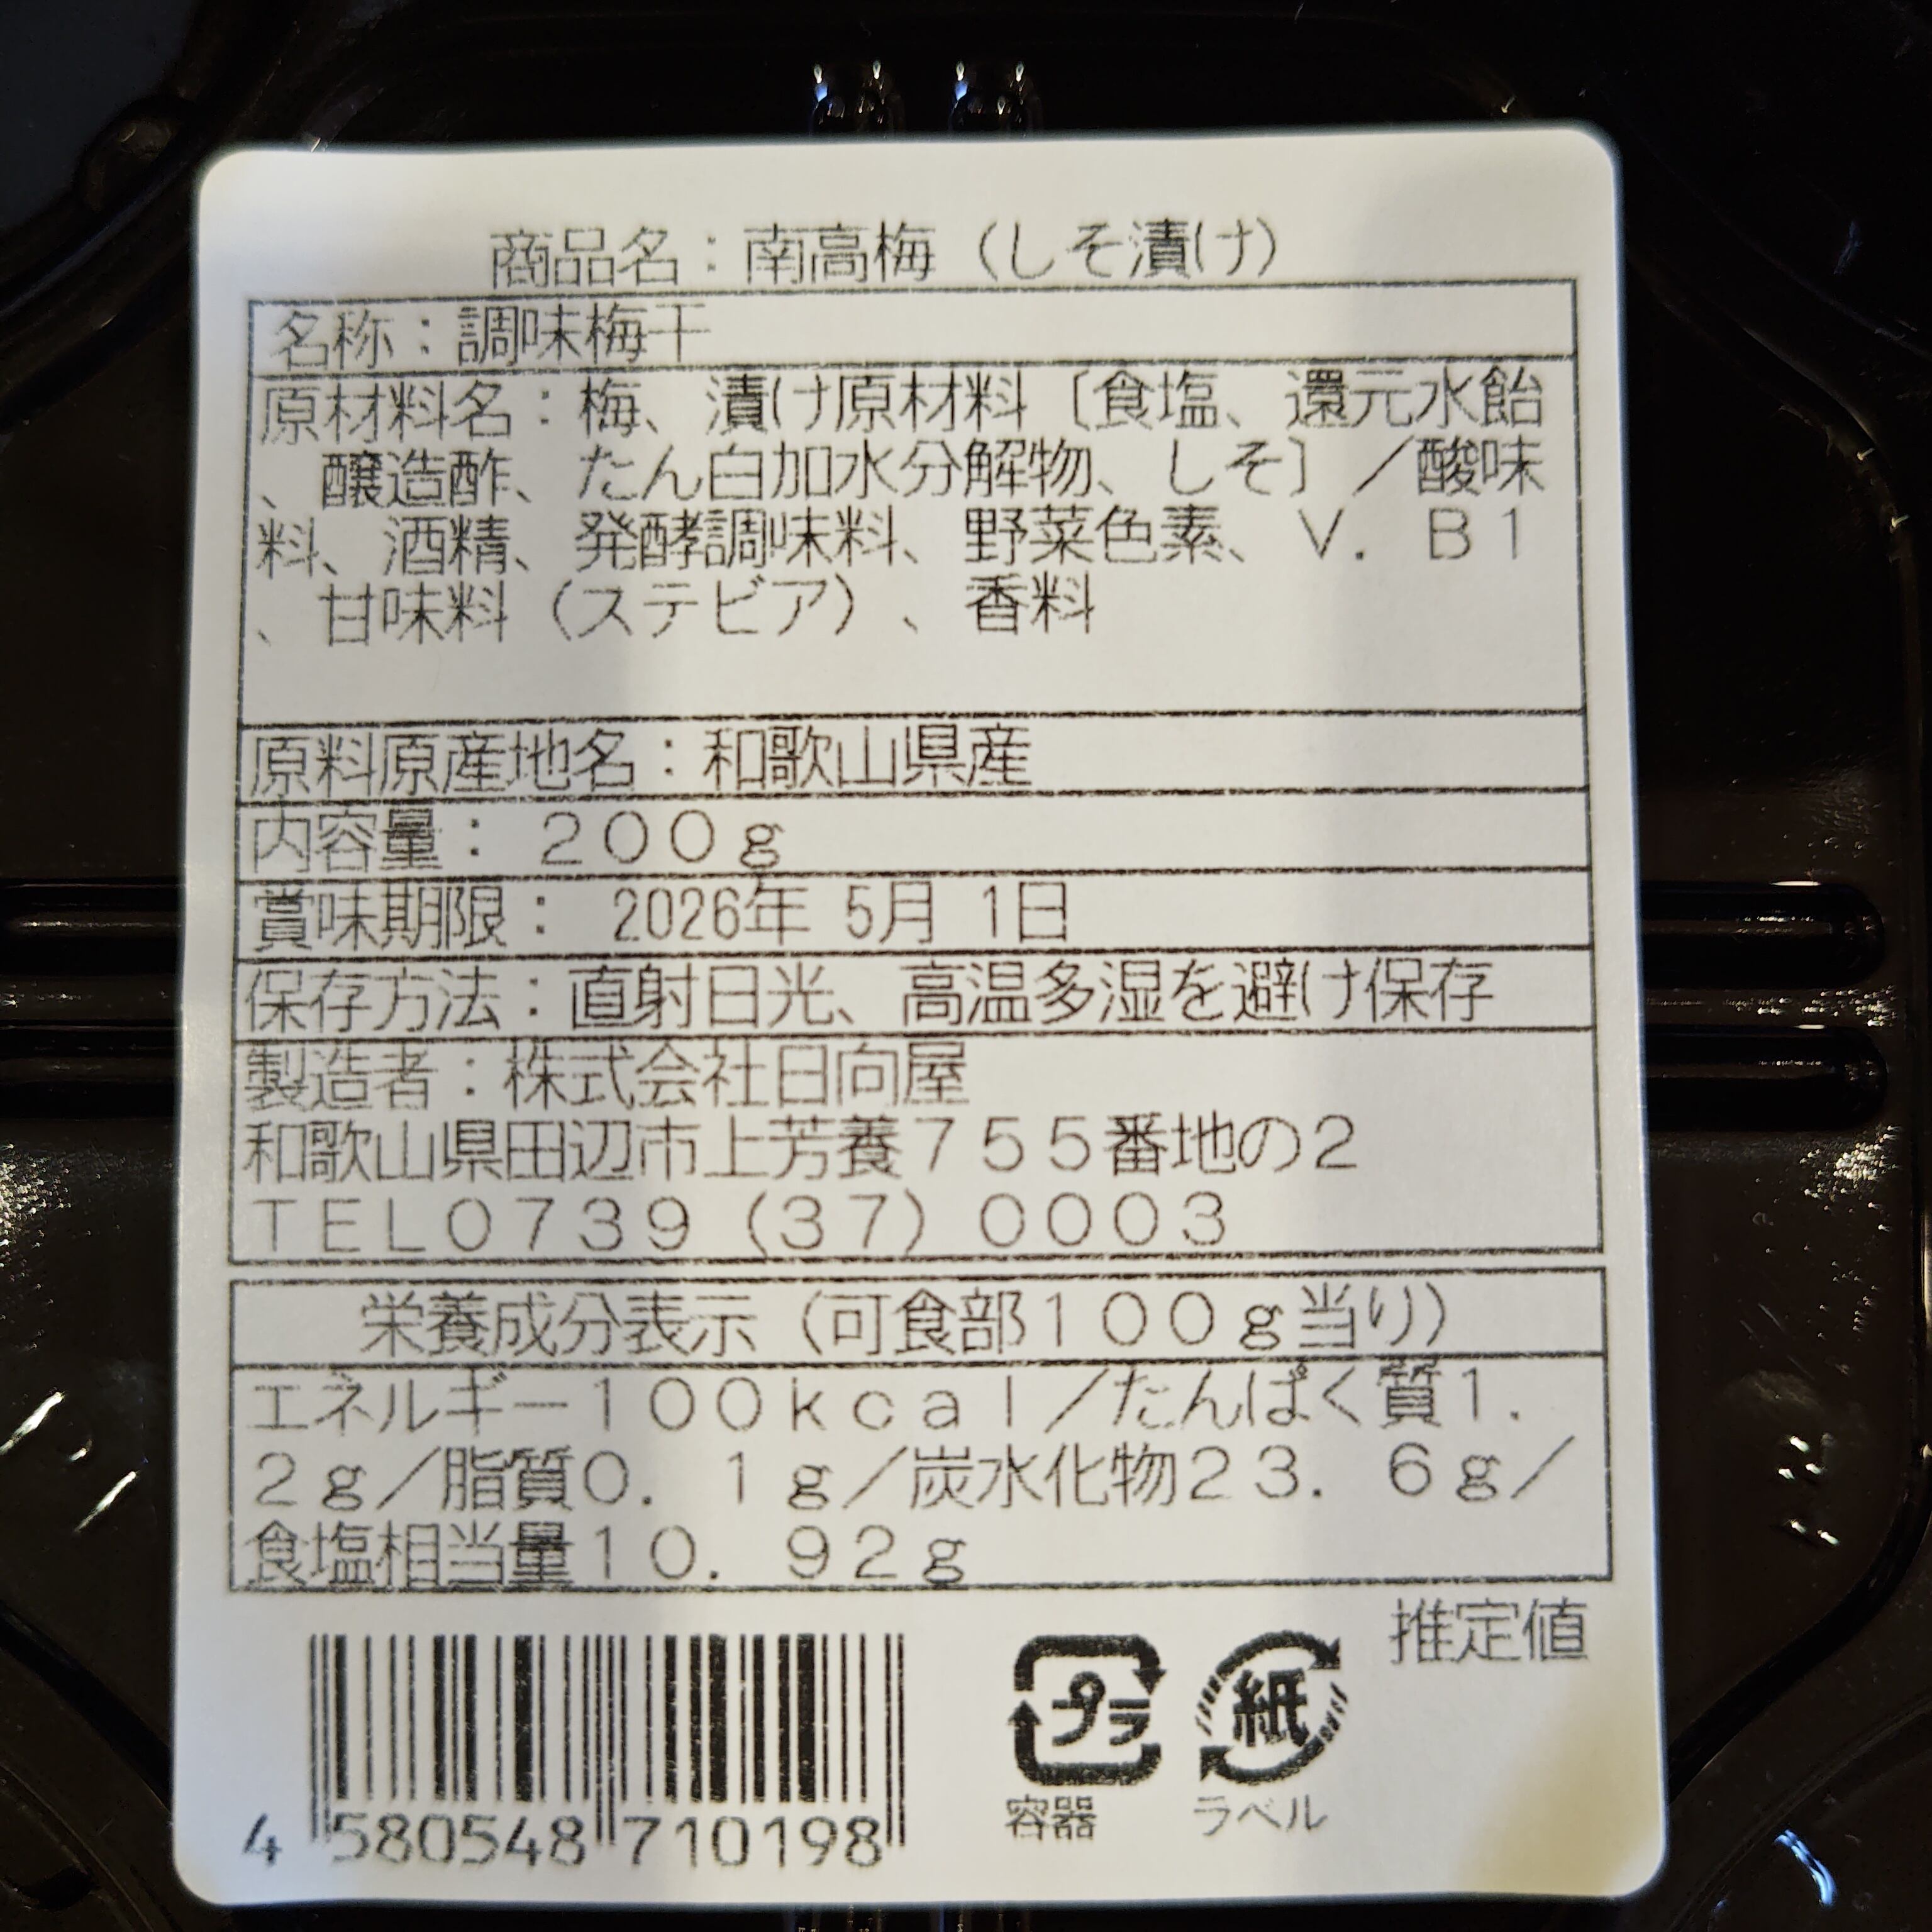 商品名：南高梅（しそ漬け）
名称：調味梅干
原材料名：梅、漬け原材料〔食塩、還元水飴
、醸造酢、たん白加水分解物、しそ〕／酸味
料、酒精、発酵調味料、野菜色素、Ｖ．Ｂ１
、甘味料（ステビア）、香料
原料原産地名：和歌山県産
内容量：２００ｇ
賞味期限： 2026年 5月 1日
保存方法：直射日光、高温多湿を避け保存
製造者：株式会社日向屋
和歌山県田辺市上芳養７５５番地の２
ＴＥＬ０７３９（３７）０００３
栄養成分表示（可食部１００ｇ当り）
エネルギー１００ｋｃａｌ／たんぱく質１．
２ｇ／脂質０．１ｇ／炭水化物２３．６ｇ／
食塩相当量１０．９２ｇ
推定値
プラ
紙
容器
ラベル
4 580548 710198